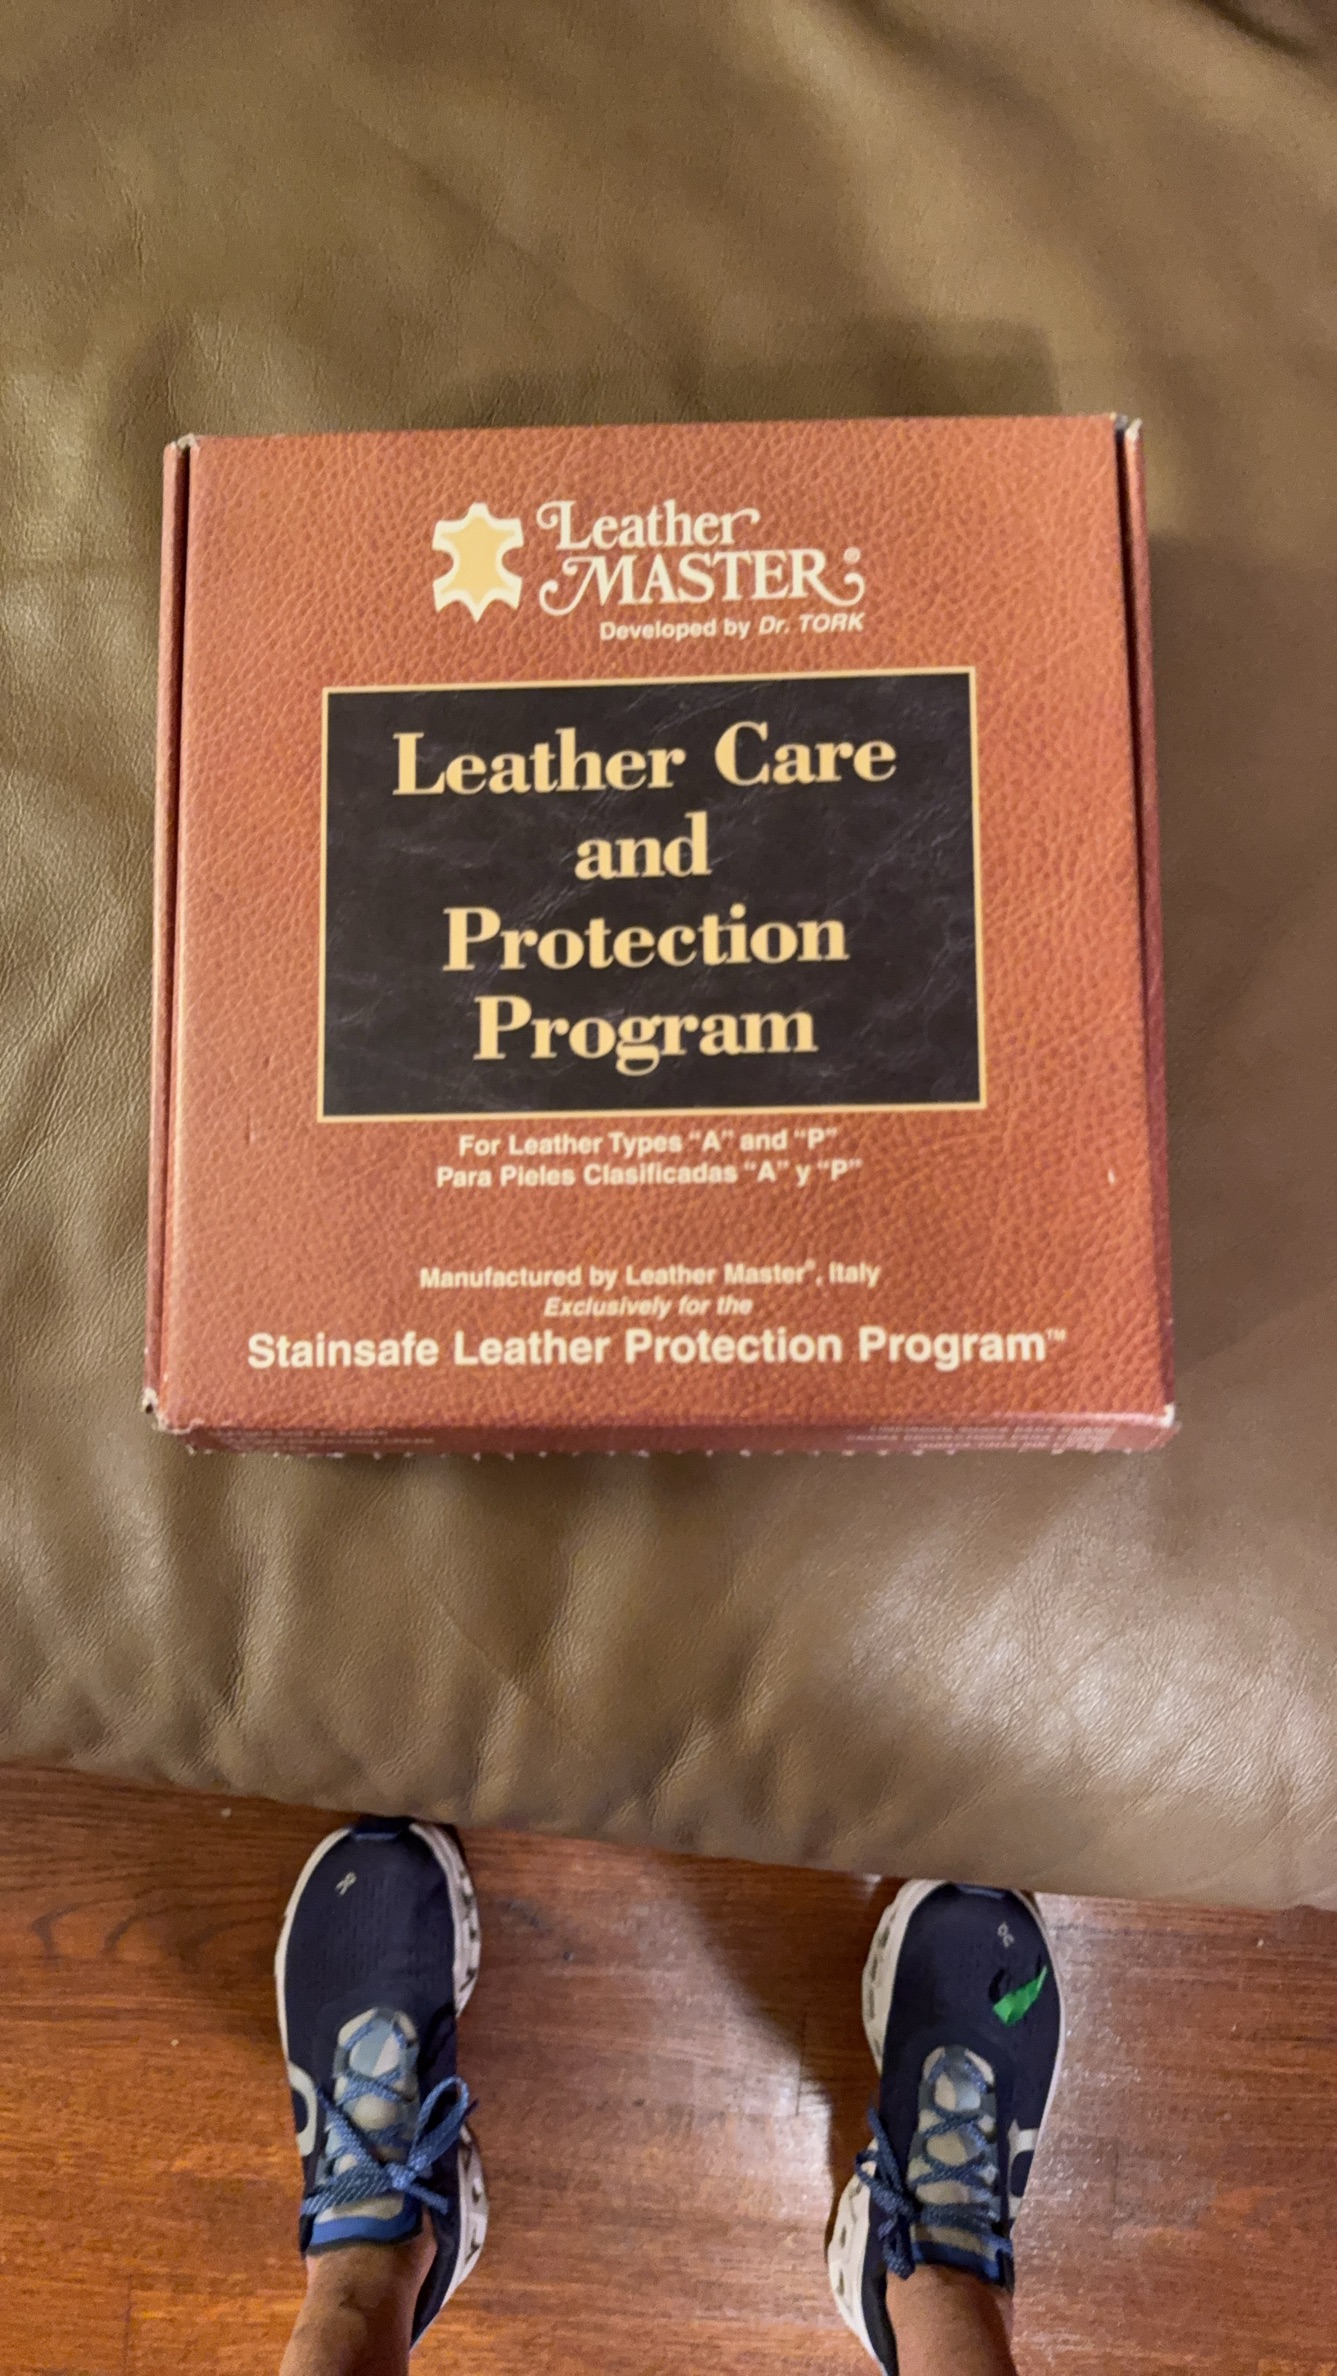 Leather
MASTER®
Developed by Dr. TORK
Leather Care
and
Protection
Program
For Leather Types "A" and "P"
Para Pieles Clasificadas "A" y "P"
Manufactured by Leather Master®, Italy
Exclusively for the
Stainsafe Leather Protection Program™